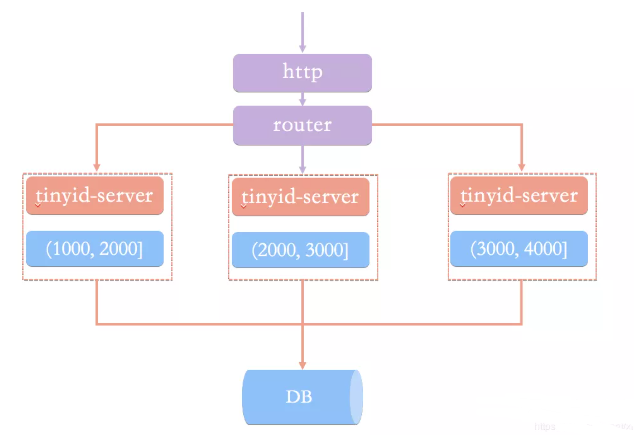 http
router
tinyid-server
tinyid-server
tinyid-server
(1000, 2000]
(2000, 3000]
(3000, 4000]
DB